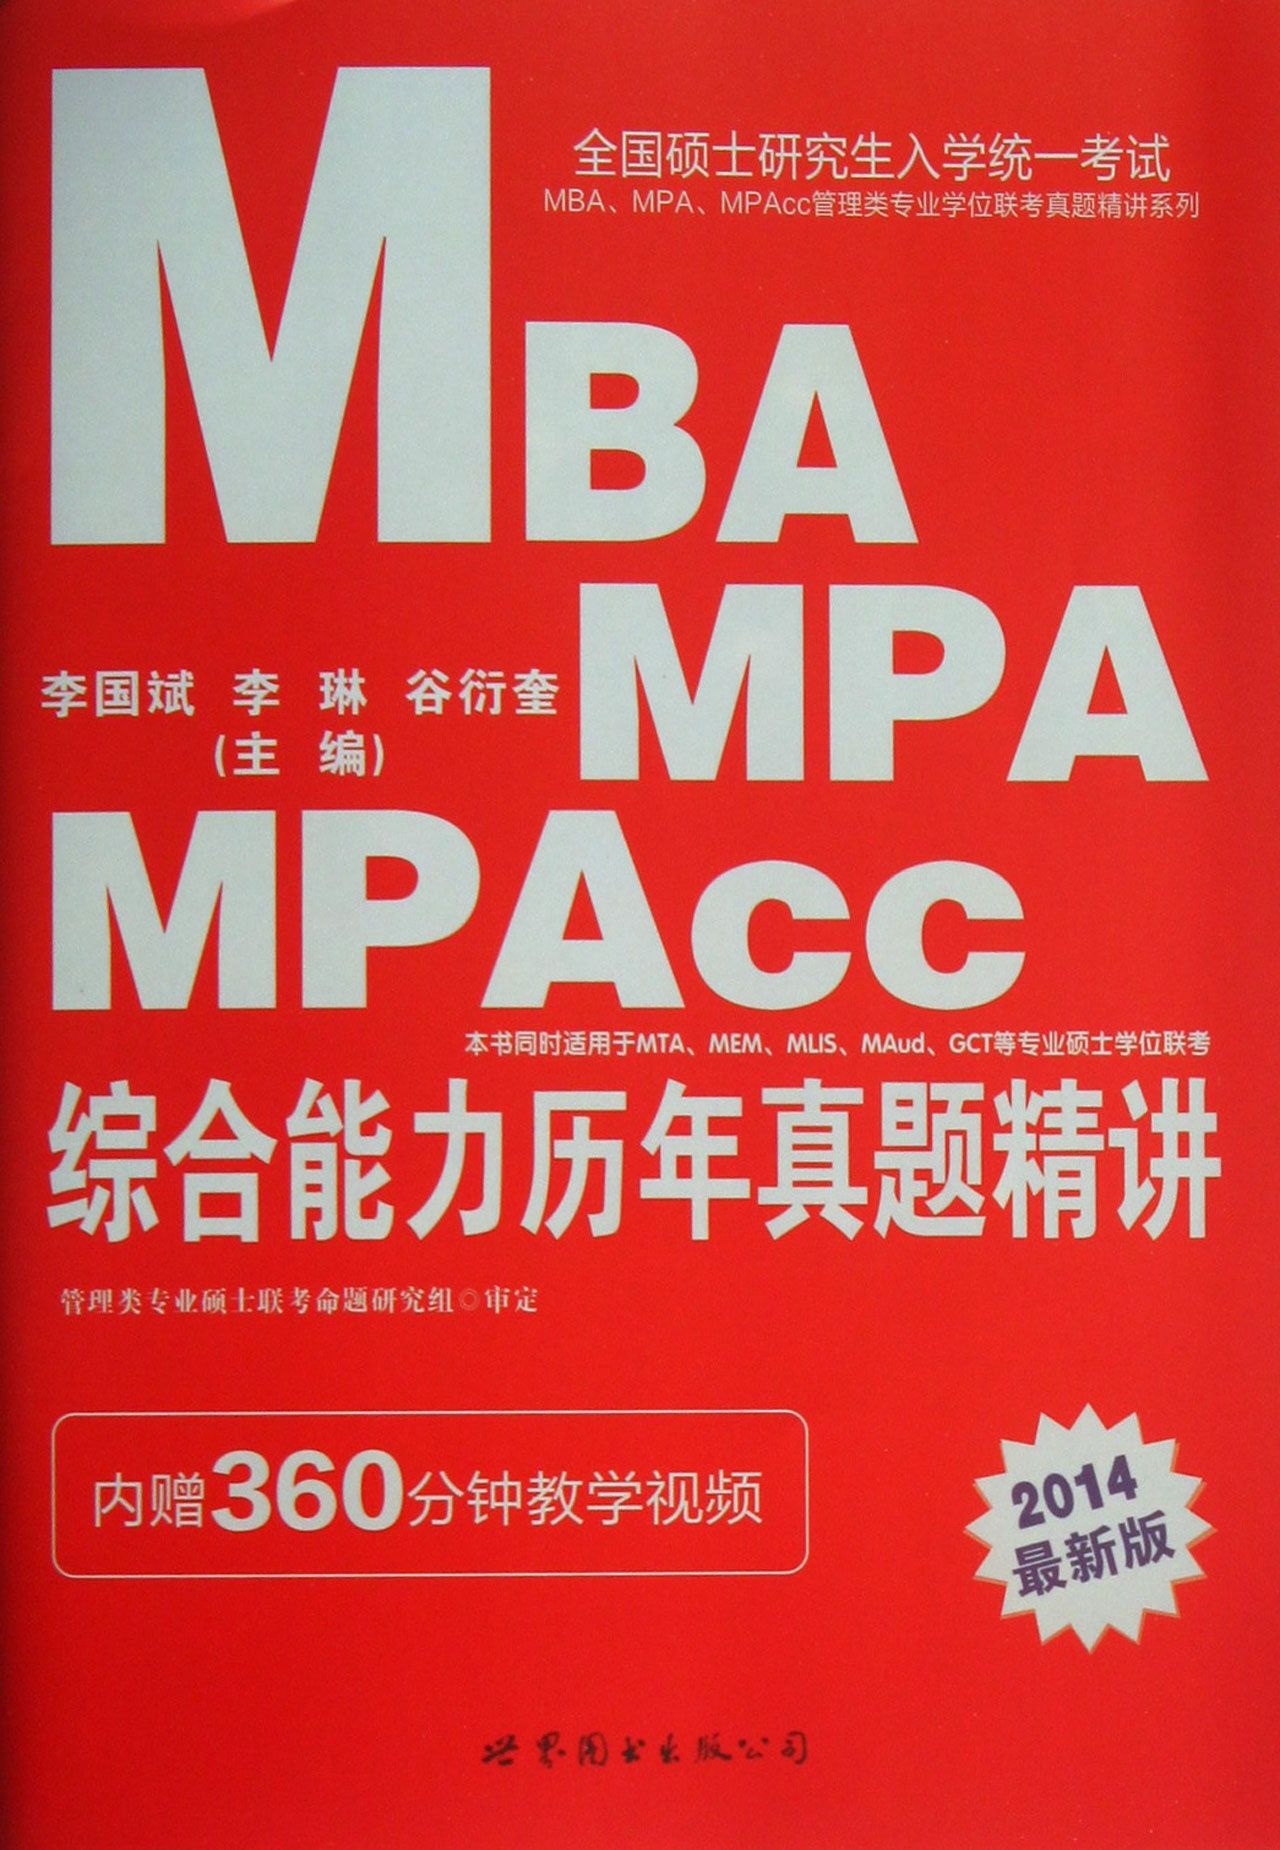 全国硕士研究生入学统一考试
MBA、MPA、MPAcc管理类专业学位联考真题精讲系列
MBA
MPA
李国斌 李 琳 谷衍奎
(主 编)
MPAcc
本书同时适用于MTA、MEM、MLIS、MAud、GCT等专业硕士学位联考
综合能力历年真题精讲
管理类专业硕士联考命题研究组◎审定
内赠360分钟教学视频
2014
最新版
世界图书出版公司